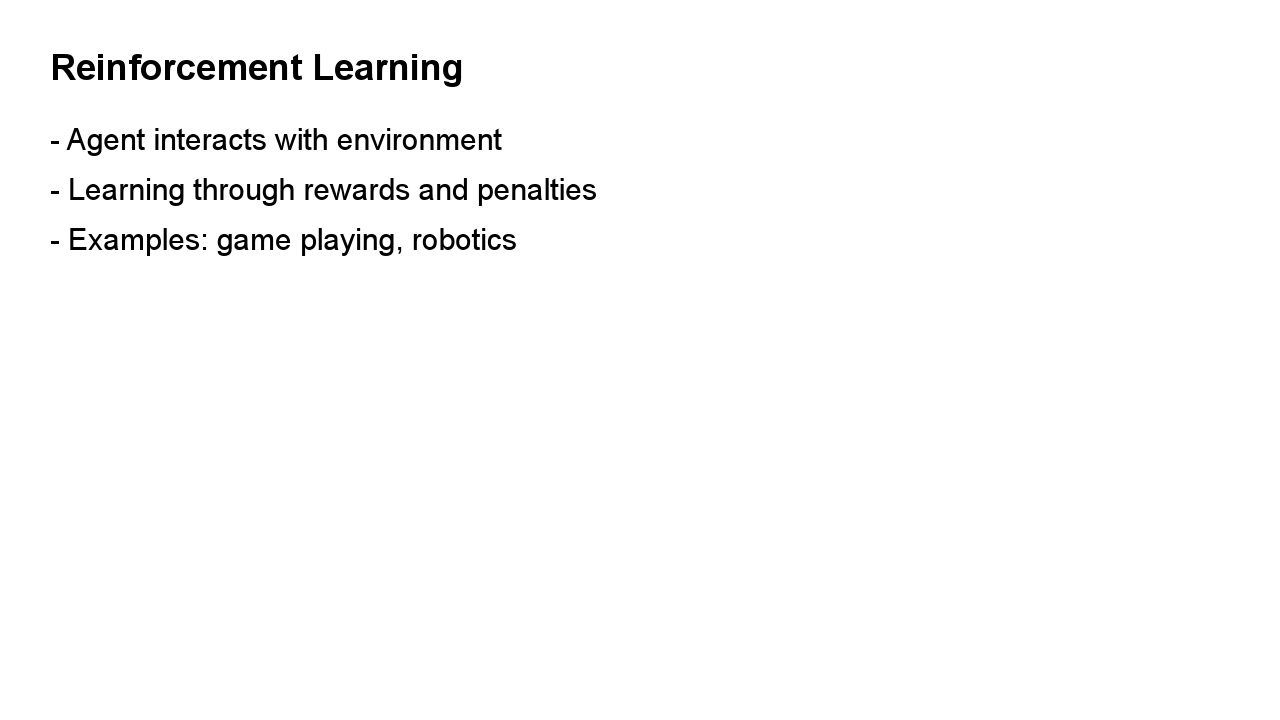 Reinforcement Learning
- Agent interacts with environment
- Learning through rewards and penalties
- Examples: game playing, robotics